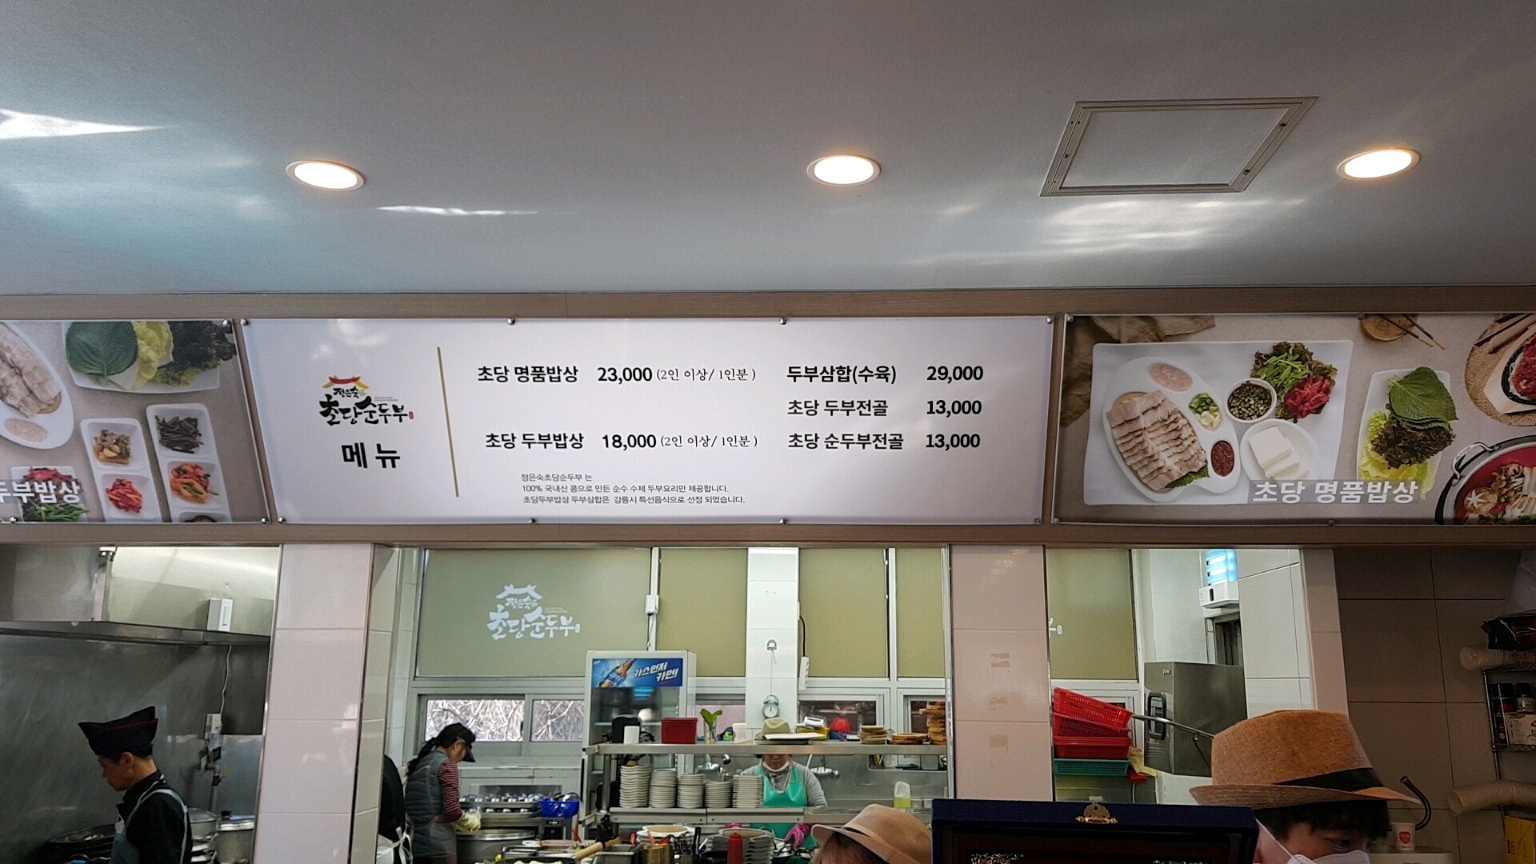 두부밥상
정은숙
초당순두부
메뉴
초당 명품밥상 23,000 (2인 이상/ 1인분 )
초당 두부밥상 18,000 (2인 이상/ 1인분 )
두부삼합(수육) 29,000
초당 두부전골 13,000
초당 순두부전골 13,000
정은숙초당순두부 는
100% 국내산 콩으로 만든 순수 수제 두부요리만 제공합니다.
초당두부밥상 두부삼합은 강릉시 특선음식으로 선정 되었습니다.
초당 명품밥상
정은숙
초당순두부